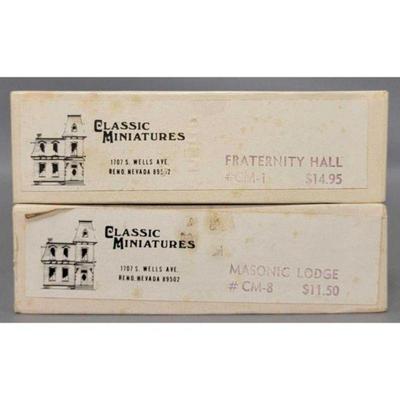 CLASSIC
MINIATURES
1707 S. WELLS AVE.
RENO, NEVADA 89502
FRATERNITY HALL
#CM-1 $14.95
CLASSIC
MINIATURES
1707 S. WELLS AVE.
RENO, NEVADA 89502
MASONIC LODGE
# CM-8 $11.50